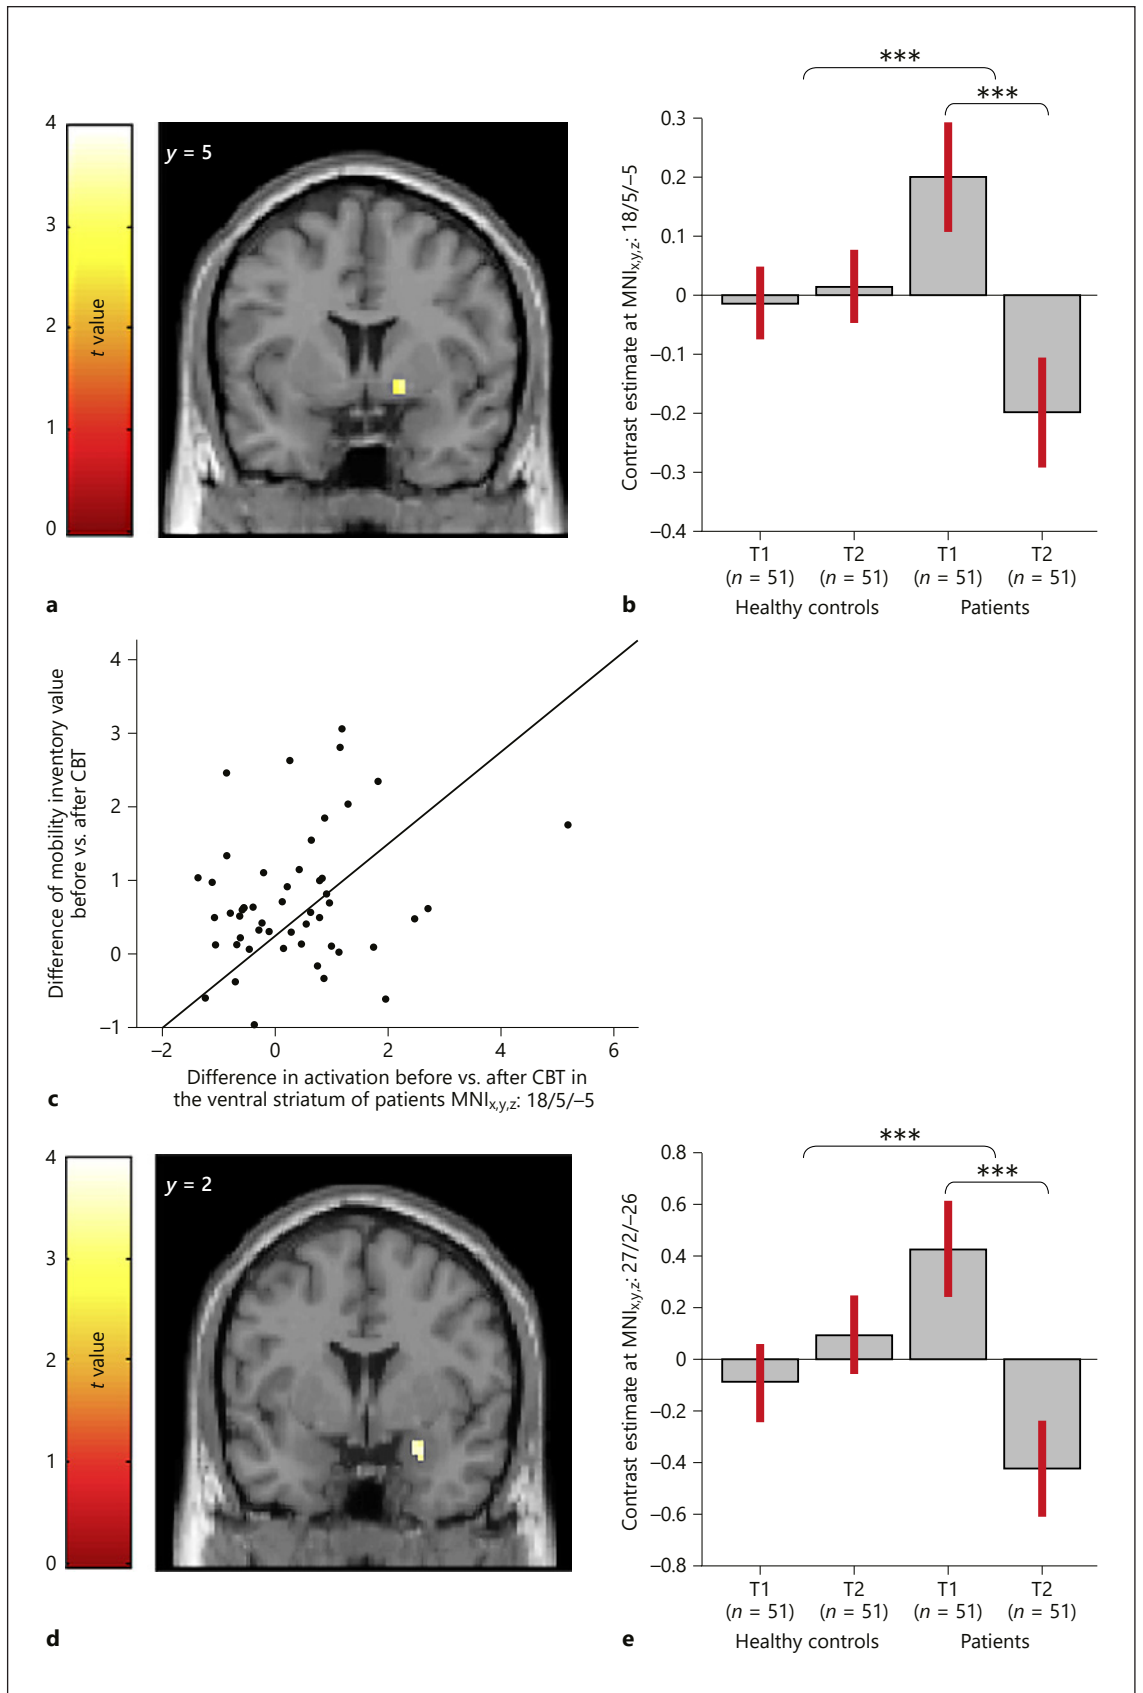 4
3
2
1
0
t value
y = 5
a
***
***
0.3
0.2
0.1
0
–0.1
–0.2
–0.3
–0.4
Contrast estimate at MNIx,y,z: 18/5/–5
T1 T2 T1 T2
(n = 51) (n = 51) (n = 51) (n = 51)
Healthy controls Patients
b
4
3
2
1
0
–1
Difference of mobility inventory value
before vs. after CBT
–2 0 2 4 6
Difference in activation before vs. after CBT in
the ventral striatum of patients MNIx,y,z: 18/5/–5
c
4
3
2
1
0
t value
y = 2
d
***
***
0.8
0.6
0.4
0.2
0
–0.2
–0.4
–0.6
–0.8
Contrast estimate at MNIx,y,z: 27/2/–26
T1 T2 T1 T2
(n = 51) (n = 51) (n = 51) (n = 51)
Healthy controls Patients
e